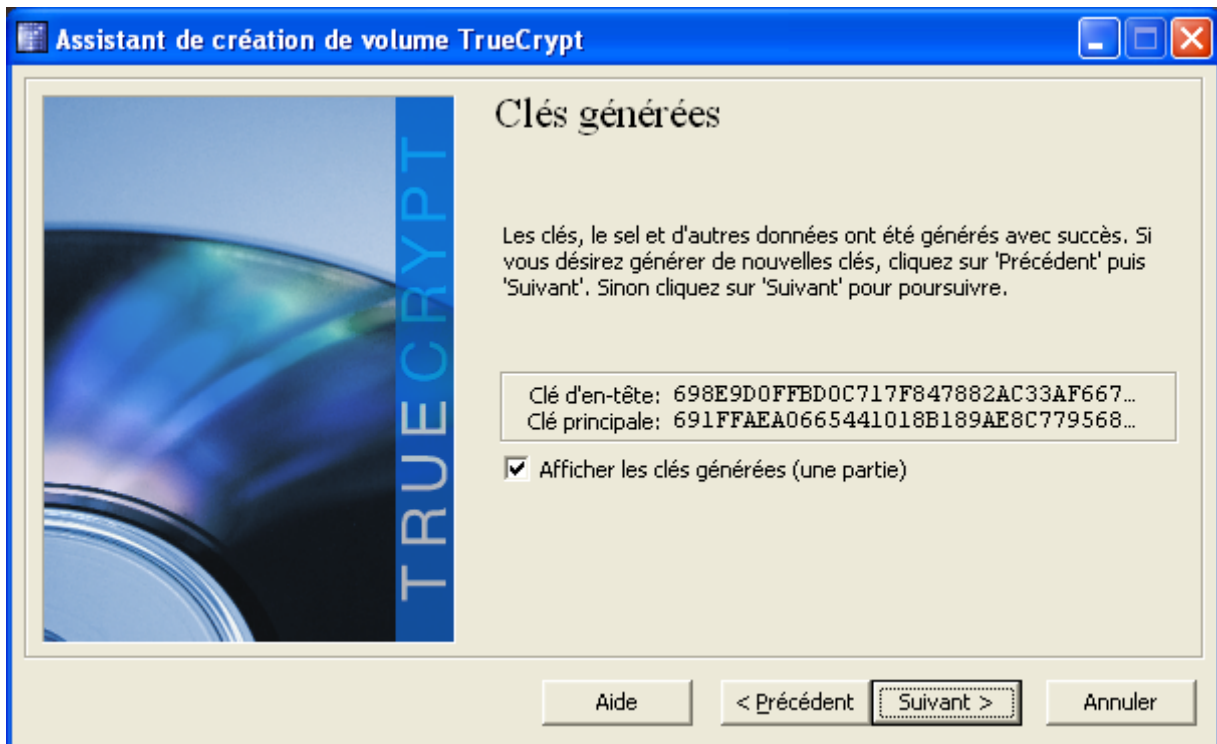 Assistant de création de volume TrueCrypt
TRUECRYPT
Clés générées
Les clés, le sel et d'autres données ont été générés avec succès. Si
vous désirez générer de nouvelles clés, cliquez sur 'Précédent' puis
'Suivant'. Sinon cliquez sur 'Suivant' pour poursuivre.
Clé d'en-tête: 698E9D0FFBD0C717F847882AC33AF667...
Clé principale: 691FFAEA0665441018B189AE8C779568...
Afficher les clés générées (une partie)
Aide < Précédent Suivant > Annuler